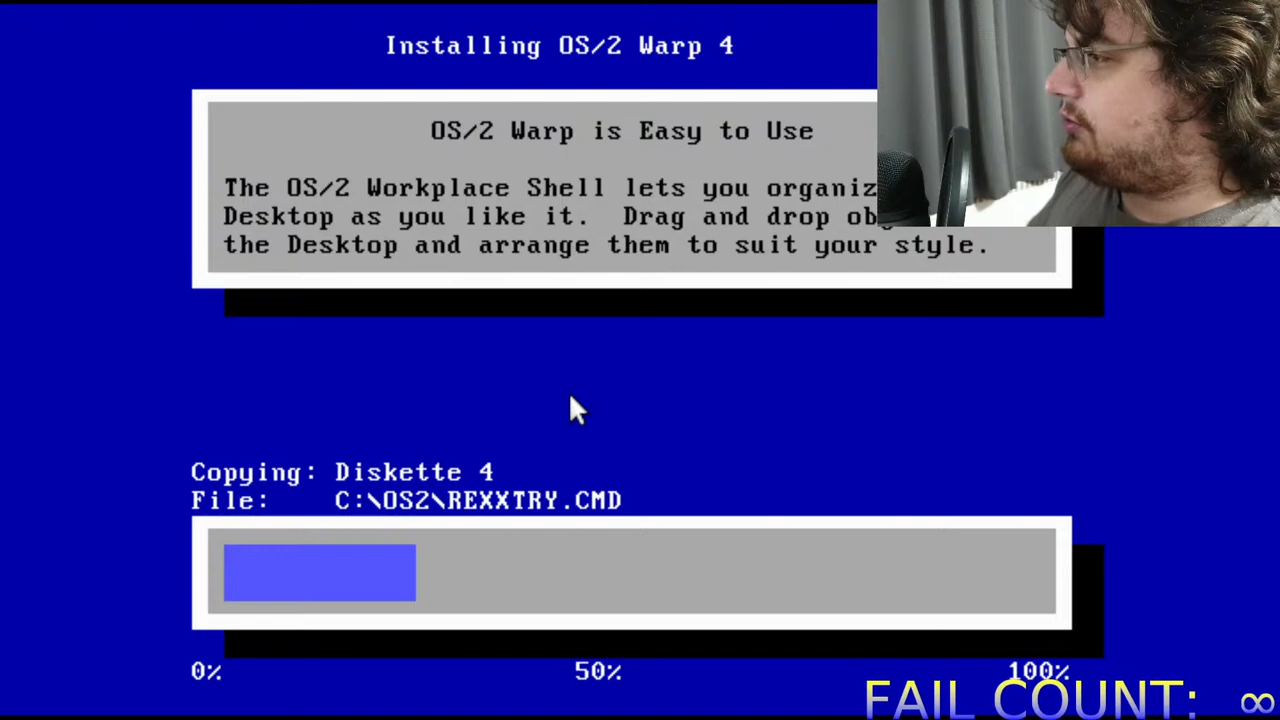 Installing OS/2 Warp 4
OS/2 Warp is Easy to Use
The OS/2 Workplace Shell lets you organiz
Desktop as you like it. Drag and drop ob
the Desktop and arrange them to suit your style.
Copying: Diskette 4
File: C:\OS2\REXXTRY.CMD
0% 50% 100%
FAIL COUNT: ∞